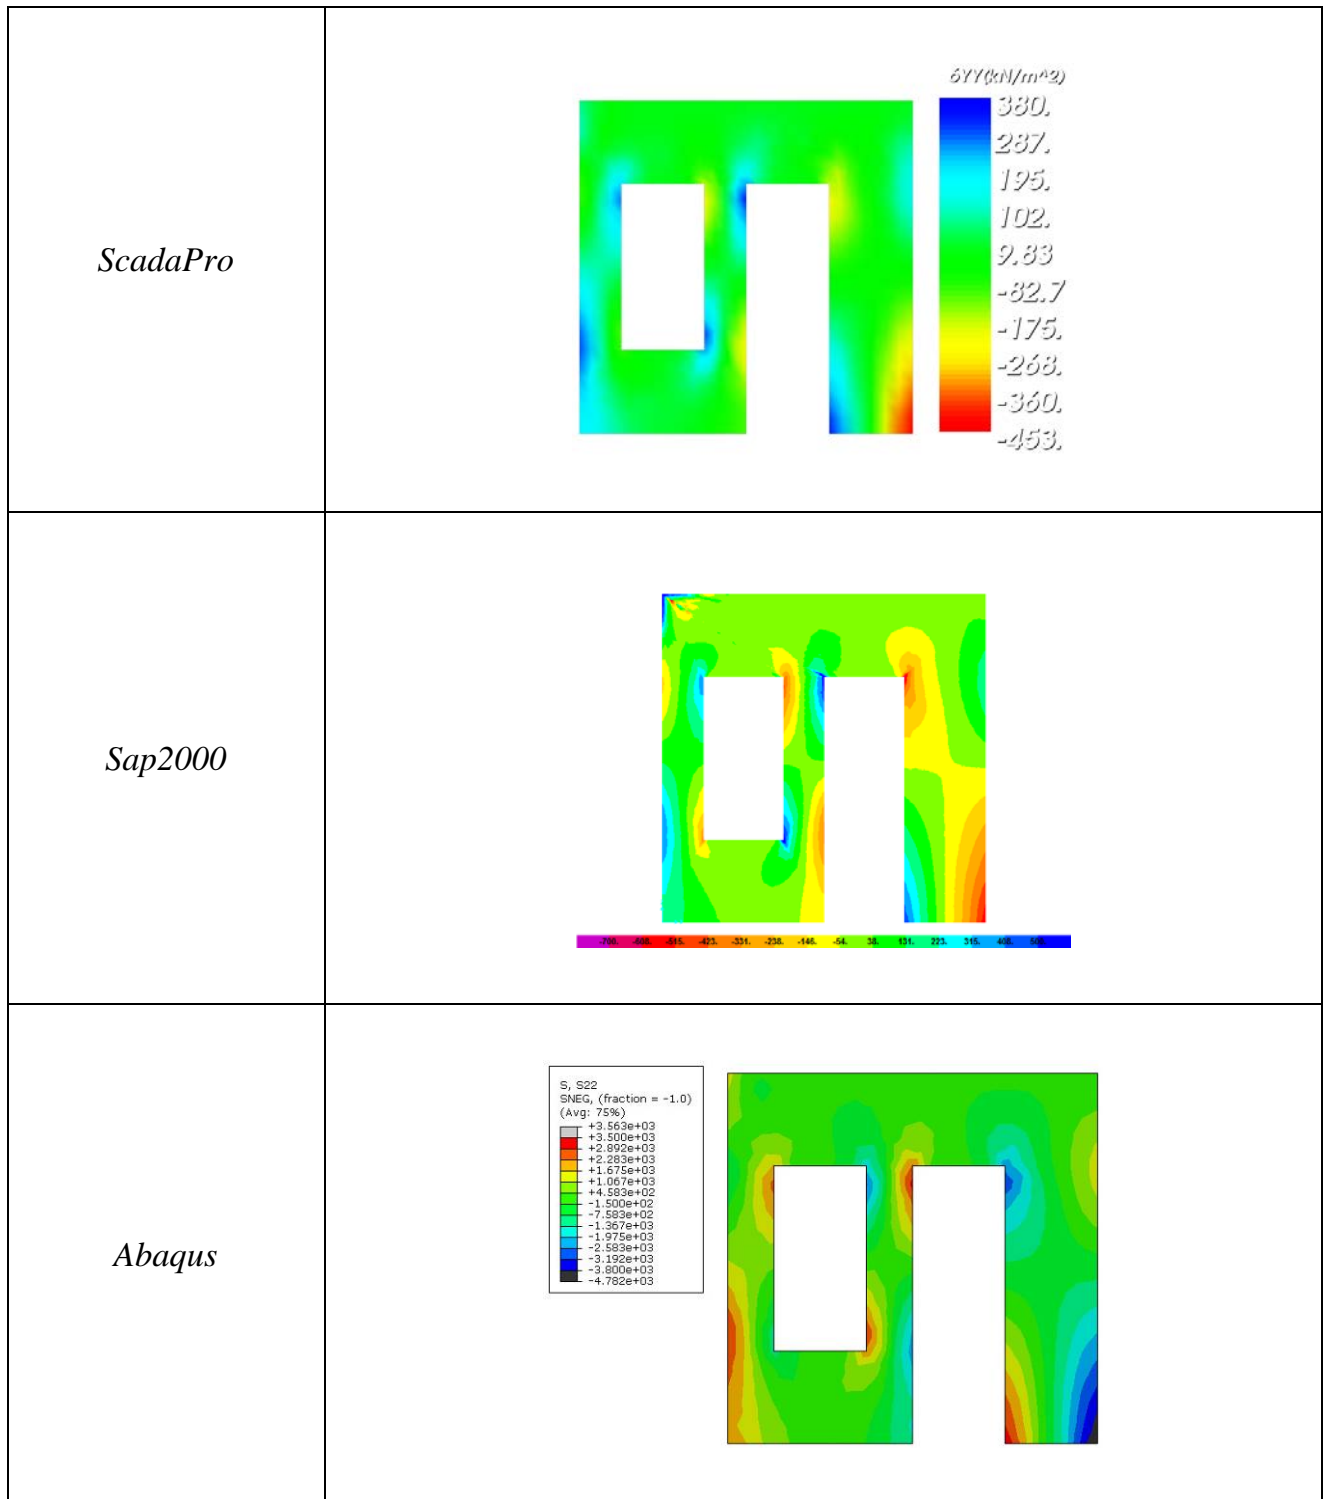 ScadaPro
σYY(kN/m^2)
380.
287.
195.
102.
9.83
-82.7
-175.
-268.
-360.
-453.
Sap2000
-700. -608. -515. -423. -331. -238. -146. -54. 38. 131. 223. 315. 408.
Abaqus
S, S22
SNEG, (fraction = -1.0)
(Avg: 75%)
+3.563e+03
+3.500e+03
+2.892e+03
+2.283e+03
+1.675e+03
+1.067e+03
+4.583e+02
-1.500e+02
-7.583e+02
-1.367e+03
-1.975e+03
-2.583e+03
-3.192e+03
-3.800e+03
-4.782e+03